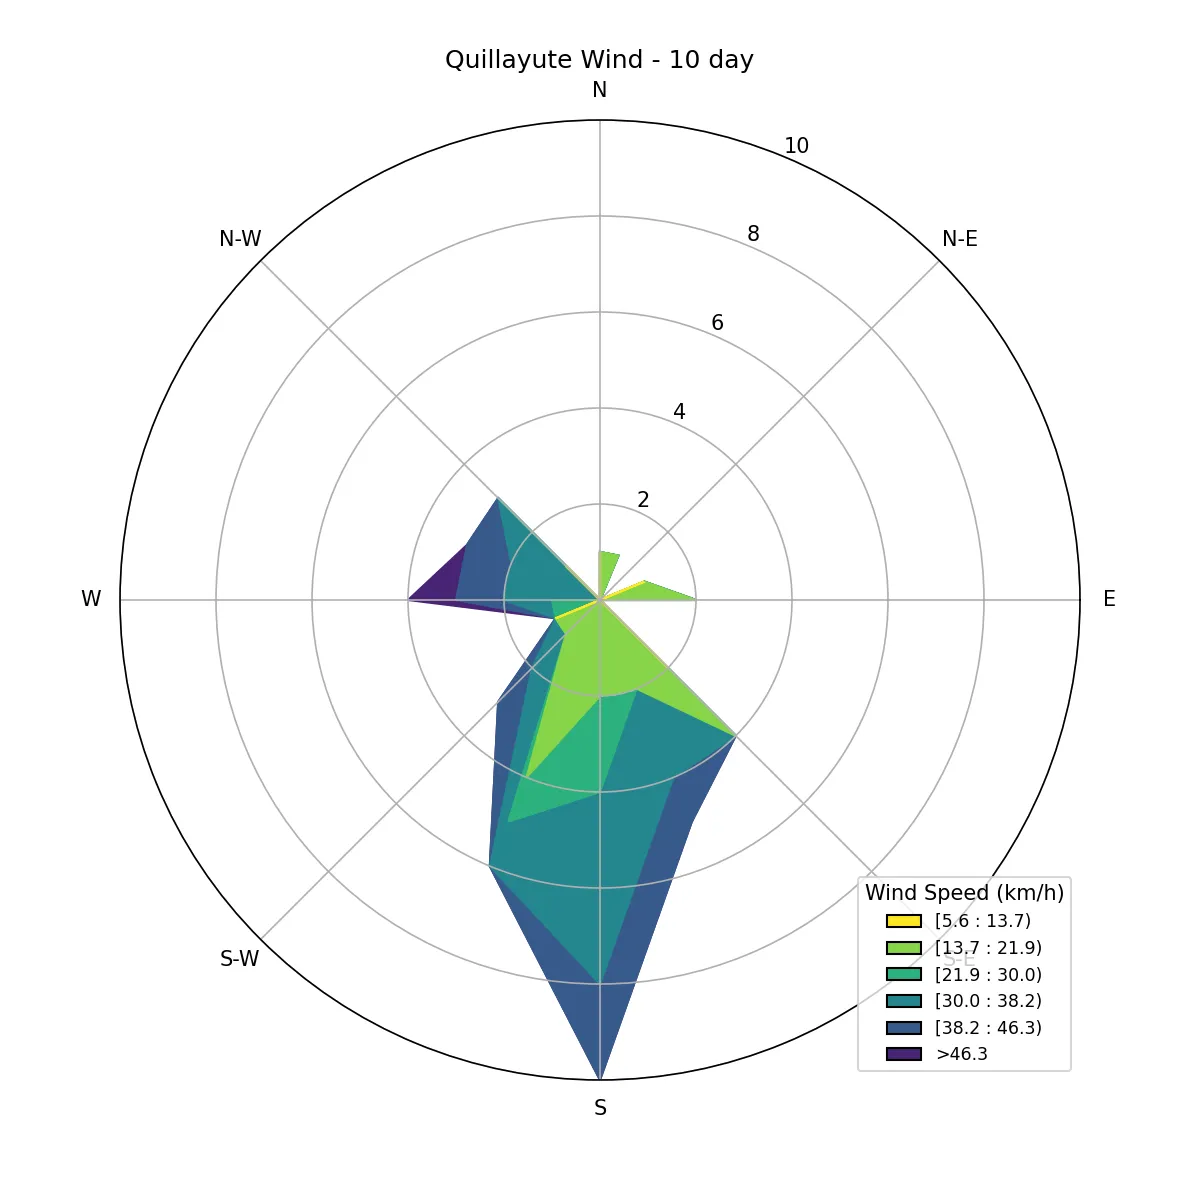 Quillayute Wind - 10 day
N
10
N-W
N-E
8
6
4
2
W
E
Wind Speed (km/h)
[5.6 : 13.7)
[13.7 : 21.9)
[21.9 : 30.0)
[30.0 : 38.2)
[38.2 : 46.3)
>46.3
S-W
S-E
S